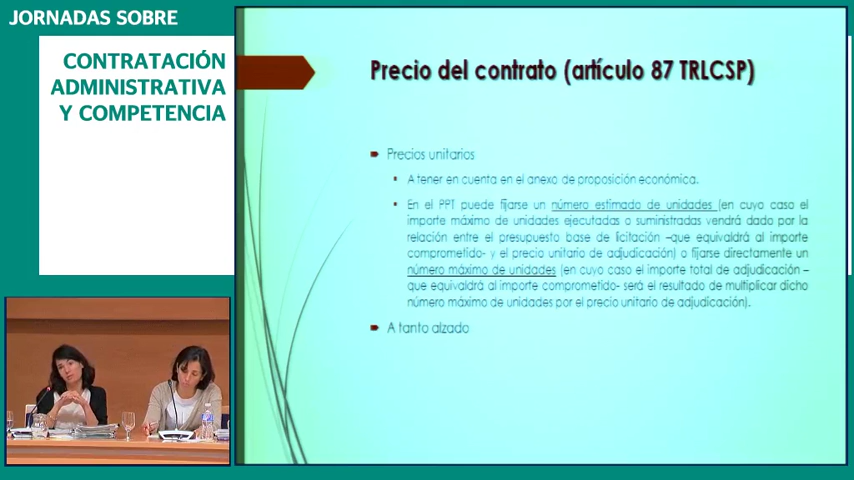 JORNADAS SOBRE
CONTRATACIÓN
ADMINISTRATIVA
Y COMPETENCIA
Precio del contrato (artículo 87 TRLCSP)
Precios unitarios
A tener en cuenta en el anexo de proposición económica.
En el PPT puede fijarse un número estimado de unidades (en cuyo caso el
importe máximo de unidades ejecutadas o suministradas vendrá dado por la
relación entre el presupuesto base de licitación –que equivaldrá al importe
comprometido- y el precio unitario de adjudicación) o fijarse directamente un
número máximo de unidades (en cuyo caso el importe total de adjudicación –
que equivaldrá al importe comprometido- será el resultado de multiplicar dicho
número máximo de unidades por el precio unitario de adjudicación).
A tanto alzado